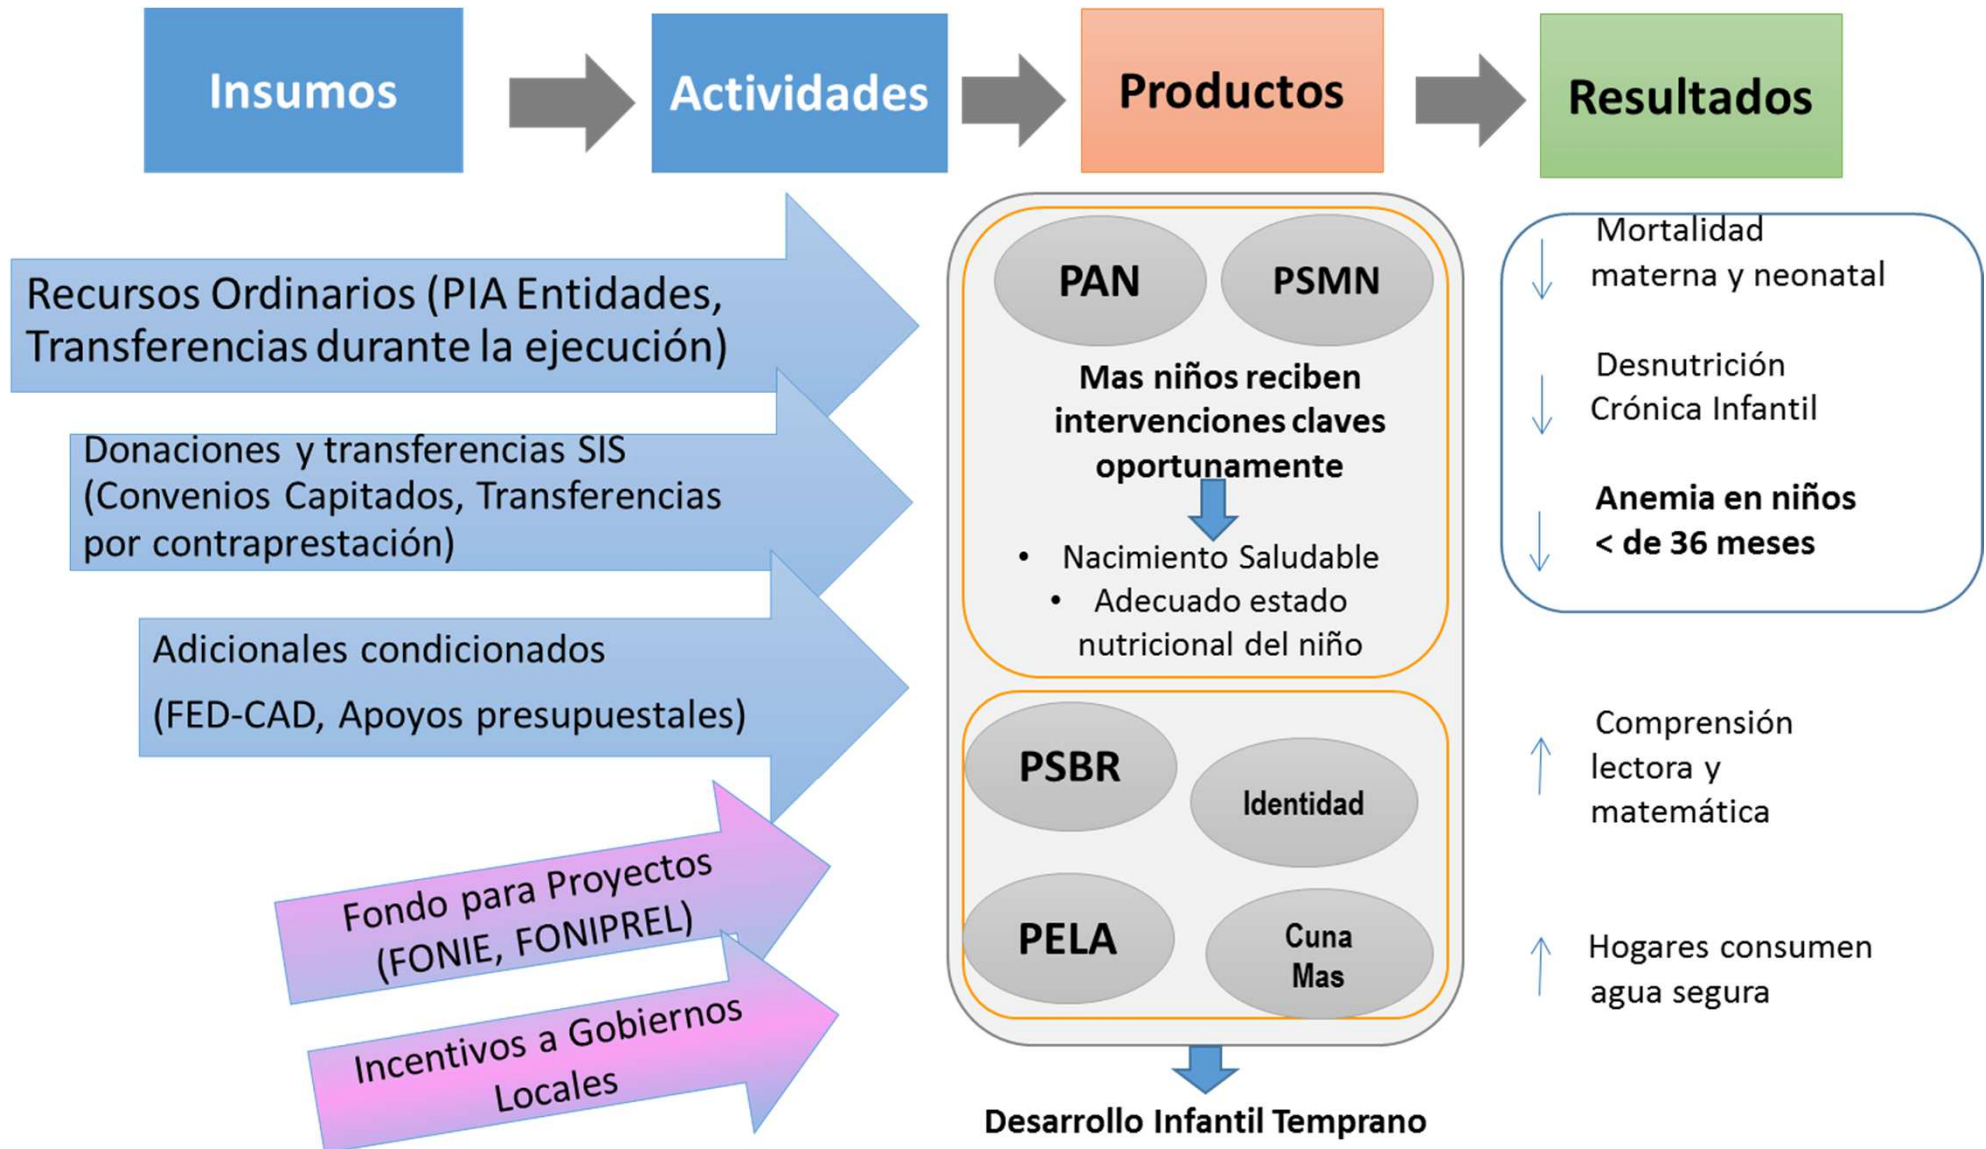 Insumos
Actividades
Productos
Resultados
Recursos Ordinarios (PIA Entidades,
Transferencias durante la ejecución)
Donaciones y transferencias SIS
(Convenios Capitados, Transferencias
por contraprestación)
Adicionales condicionados
(FED-CAD, Apoyos presupuestales)
Fondo para Proyectos
(FONIE, FONIPREL)
Incentivos a Gobiernos
Locales
PAN
PSMN
Mas niños reciben
intervenciones claves
oportunamente
• Nacimiento Saludable
• Adecuado estado
nutricional del niño
PSBR
Identidad
PELA
Cuna
Mas
Desarrollo Infantil Temprano
Mortalidad
materna y neonatal
Desnutrición
Crónica Infantil
Anemia en niños
< de 36 meses
Comprensión
lectora y
matemática
Hogares consumen
agua segura